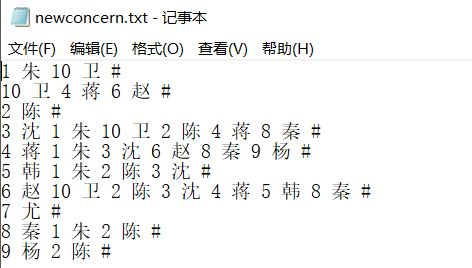 newconcern.txt - 记事本
文件(F) 编辑(E) 格式(O) 查看(V) 帮助(H)
1 朱 10 卫 #
10 卫 4 蒋 6 赵 #
2 陈 #
3 沈 1 朱 10 卫 2 陈 4 蒋 8 秦 #
4 蒋 1 朱 3 沈 6 赵 8 秦 9 杨 #
5 韩 1 朱 2 陈 3 沈 #
6 赵 10 卫 2 陈 3 沈 4 蒋 5 韩 8 秦 #
7 尤 #
8 秦 1 朱 2 陈 #
9 杨 2 陈 #